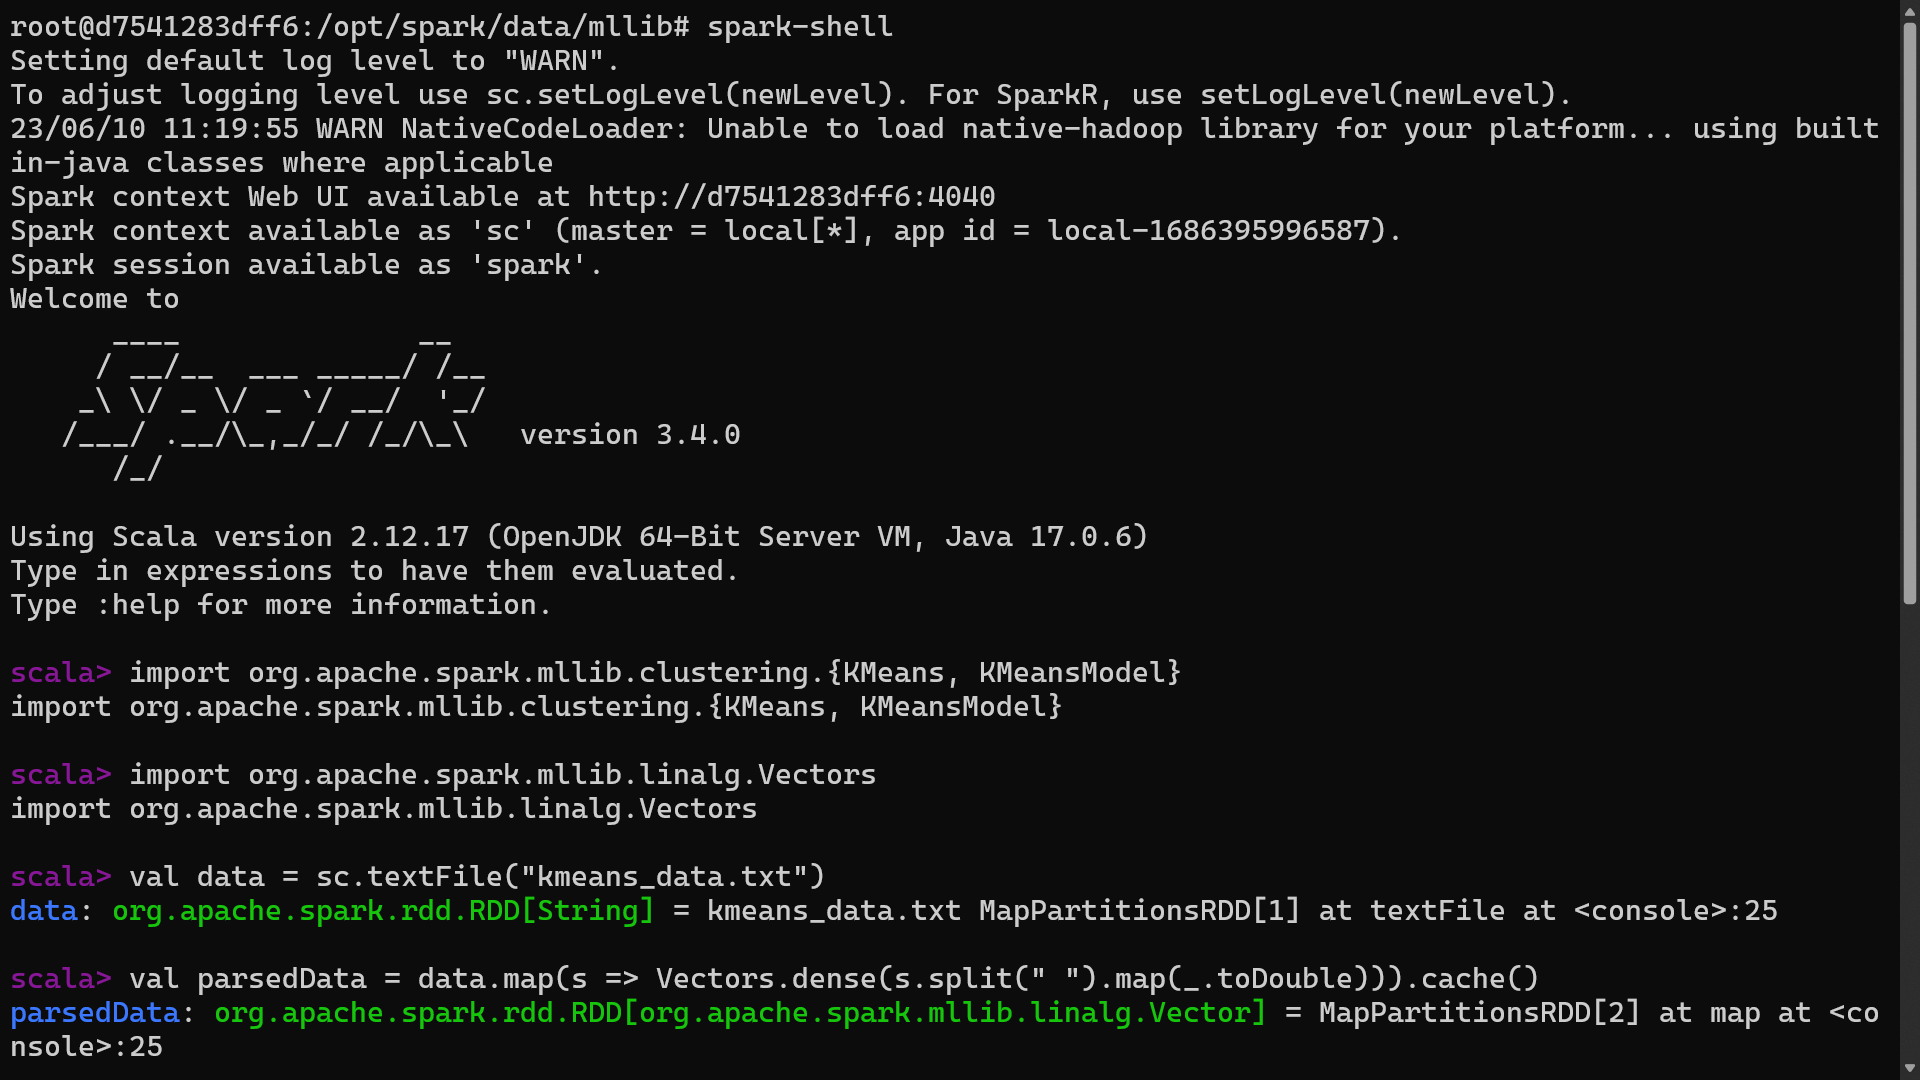 root@d7541283dff6:/opt/spark/data/mllib# spark-shell
Setting default log level to "WARN".
To adjust logging level use sc.setLogLevel(newLevel). For SparkR, use setLogLevel(newLevel).
23/06/10 11:19:55 WARN NativeCodeLoader: Unable to load native-hadoop library for your platform... using built
in-java classes where applicable
Spark context Web UI available at http://d7541283dff6:4040
Spark context available as 'sc' (master = local[*], app id = local-1686395996587).
Spark session available as 'spark'.
Welcome to
      ____              __
     / __/__  ___ _____/ /__
    _\ \/ _ \/ _ `/ __/  '_/
   /___/ .__/\_,_/_/ /_/\_\   version 3.4.0
      /_/
Using Scala version 2.12.17 (OpenJDK 64-Bit Server VM, Java 17.0.6)
Type in expressions to have them evaluated.
Type :help for more information.
scala> import org.apache.spark.mllib.clustering.{KMeans, KMeansModel}
import org.apache.spark.mllib.clustering.{KMeans, KMeansModel}
scala> import org.apache.spark.mllib.linalg.Vectors
import org.apache.spark.mllib.linalg.Vectors
scala> val data = sc.textFile("kmeans_data.txt")
data: org.apache.spark.rdd.RDD[String] = kmeans_data.txt MapPartitionsRDD[1] at textFile at <console>:25
scala> val parsedData = data.map(s => Vectors.dense(s.split(" ").map(_.toDouble))).cache()
parsedData: org.apache.spark.rdd.RDD[org.apache.spark.mllib.linalg.Vector] = MapPartitionsRDD[2] at map at <co
nsole>:25